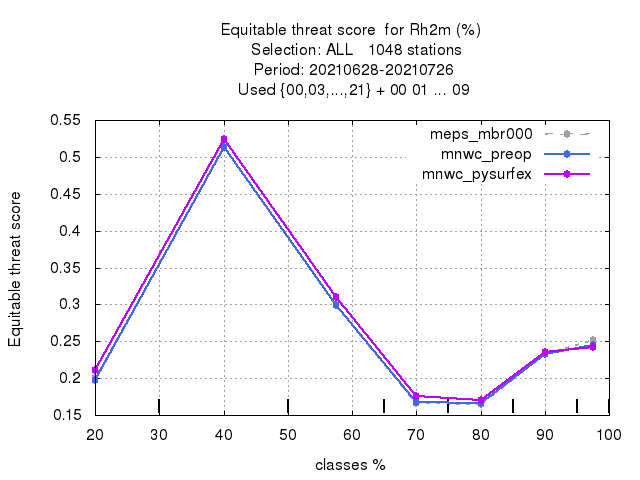 Equitable threat score  for Rh2m (%)
Selection: ALL   1048 stations
Period: 20210628-20210726
Used {00,03,...,21} + 00 01 ... 09
meps_mbr000
mnwc_preop
mnwc_pysurfex
Equitable threat score
0.55
0.5
0.45
0.4
0.35
0.3
0.25
0.2
0.15
20 30 40 50 60 70 80 90 100
classes %